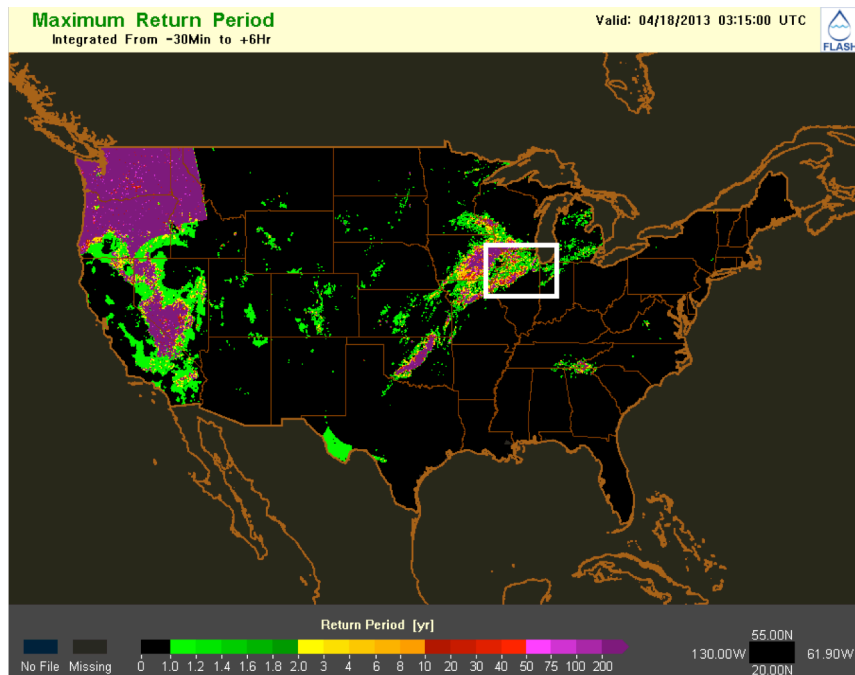 Maximum Return Period
Integrated From -30Min to +6Hr
Valid: 04/18/2013 03:15:00 UTC
FLASH
Return Period [yr]
No File
Missing
0 1.0 1.2 1.4 1.6 1.8 2.0 3 4 6 8 10 20 30 40 50 75 100 200
55.00N
130.00W
61.90W
20.00N